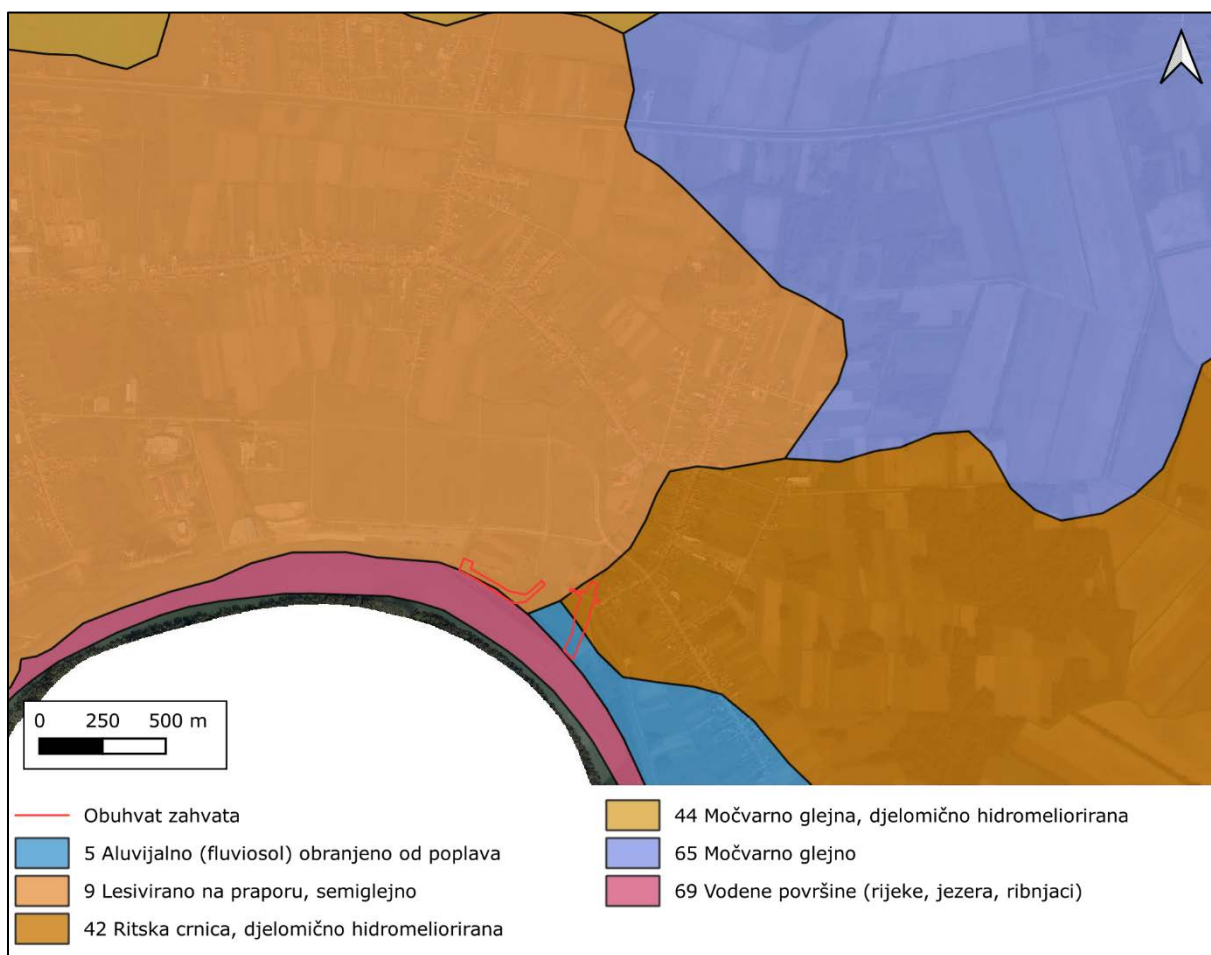 0 250 500 m
Obuhvat zahvata
5 Aluvijalno (fluviosol) obranjeno od poplava
9 Lesivirano na praporu, semiglejno
42 Ritska crnica, djelomično hidromeliorirana
44 Močvarno glejna, djelomično hidromeliorirana
65 Močvarno glejno
69 Vodene površine (rijeke, jezera, ribnjaci)